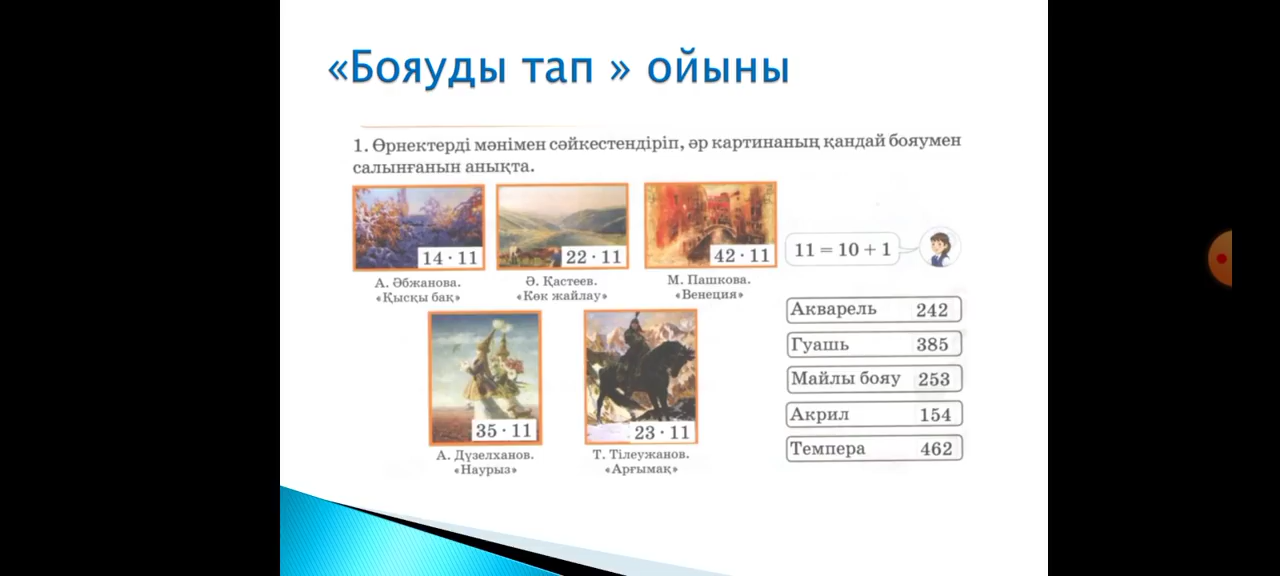 «Бояуды тап » ойыны
1. Өрнектерді мәнімен сәйкестендіріп, әр картинаның қандай бояумен
салынғанын анықта.
14 · 11
22 · 11
42 · 11
11 = 10 + 1
А. Әбжанова.
«Қысқы бақ»
Ә. Қастеев.
«Көк жайлау»
М. Пашкова.
«Венеция»
35 · 11
23 · 11
А. Дүзелханов.
«Наурыз»
Т. Тілеужанов.
«Арғымақ»
Акварель 242
Гуашь 385
Майлы бояу 253
Акрил 154
Темпера 462